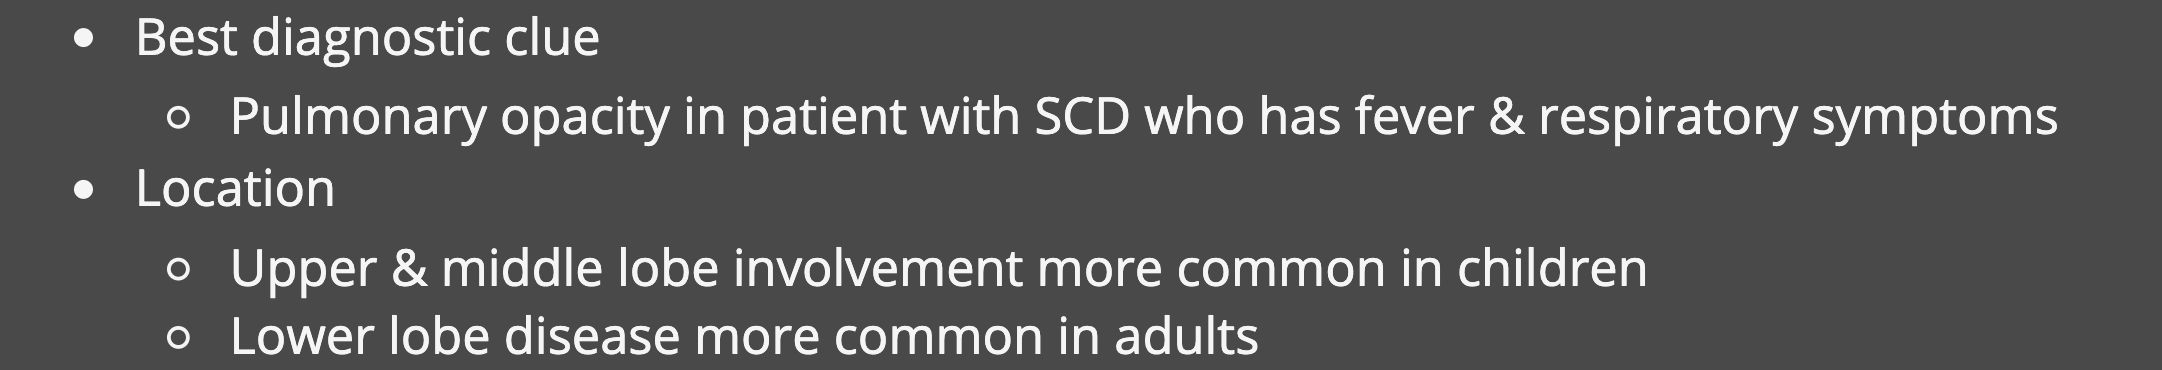 • Best diagnostic clue
○ Pulmonary opacity in patient with SCD who has fever & respiratory symptoms
• Location
○ Upper & middle lobe involvement more common in children
○ Lower lobe disease more common in adults